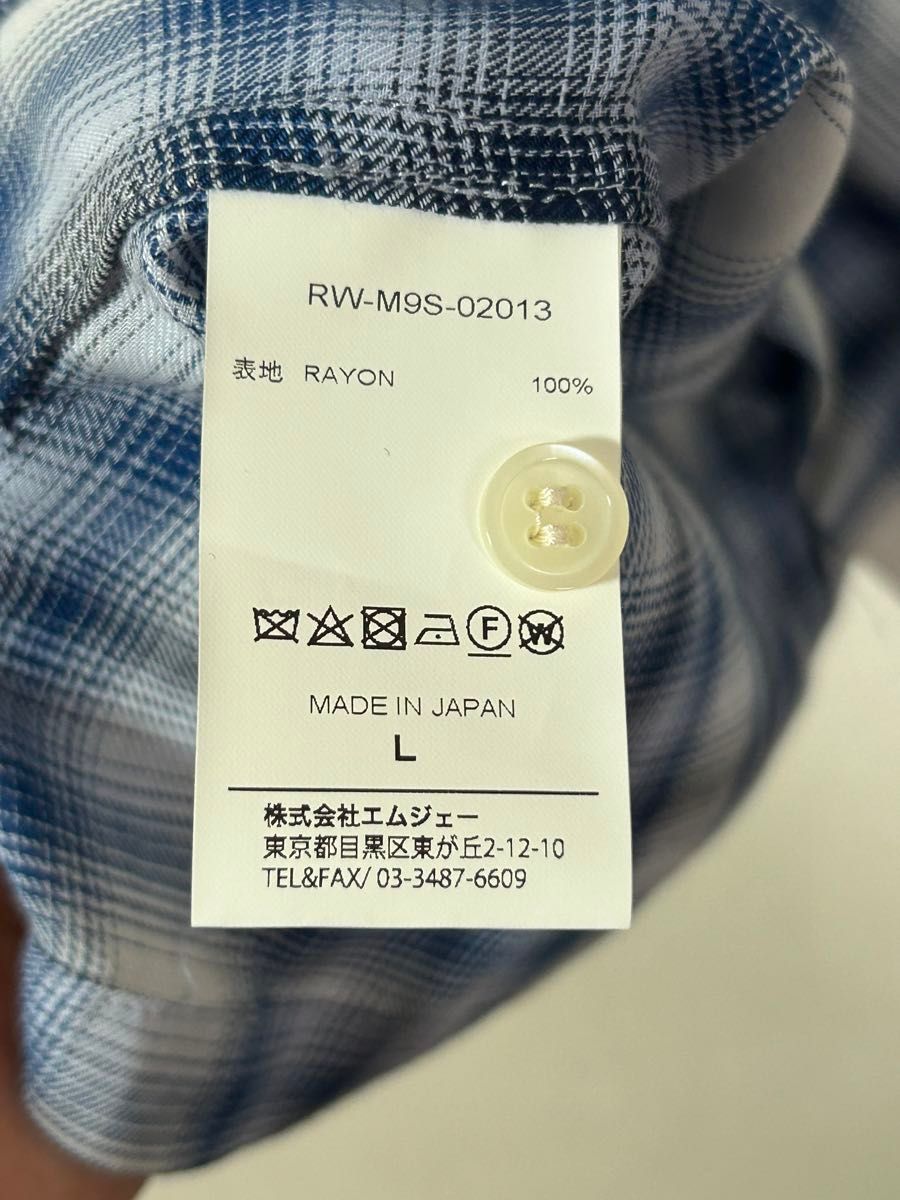 RW-M9S-02013
表地 RAYON 100%
F W
MADE IN JAPAN
L
株式会社エムジェー
東京都目黒区東が丘2-12-10
TEL&FAX/ 03-3487-6609